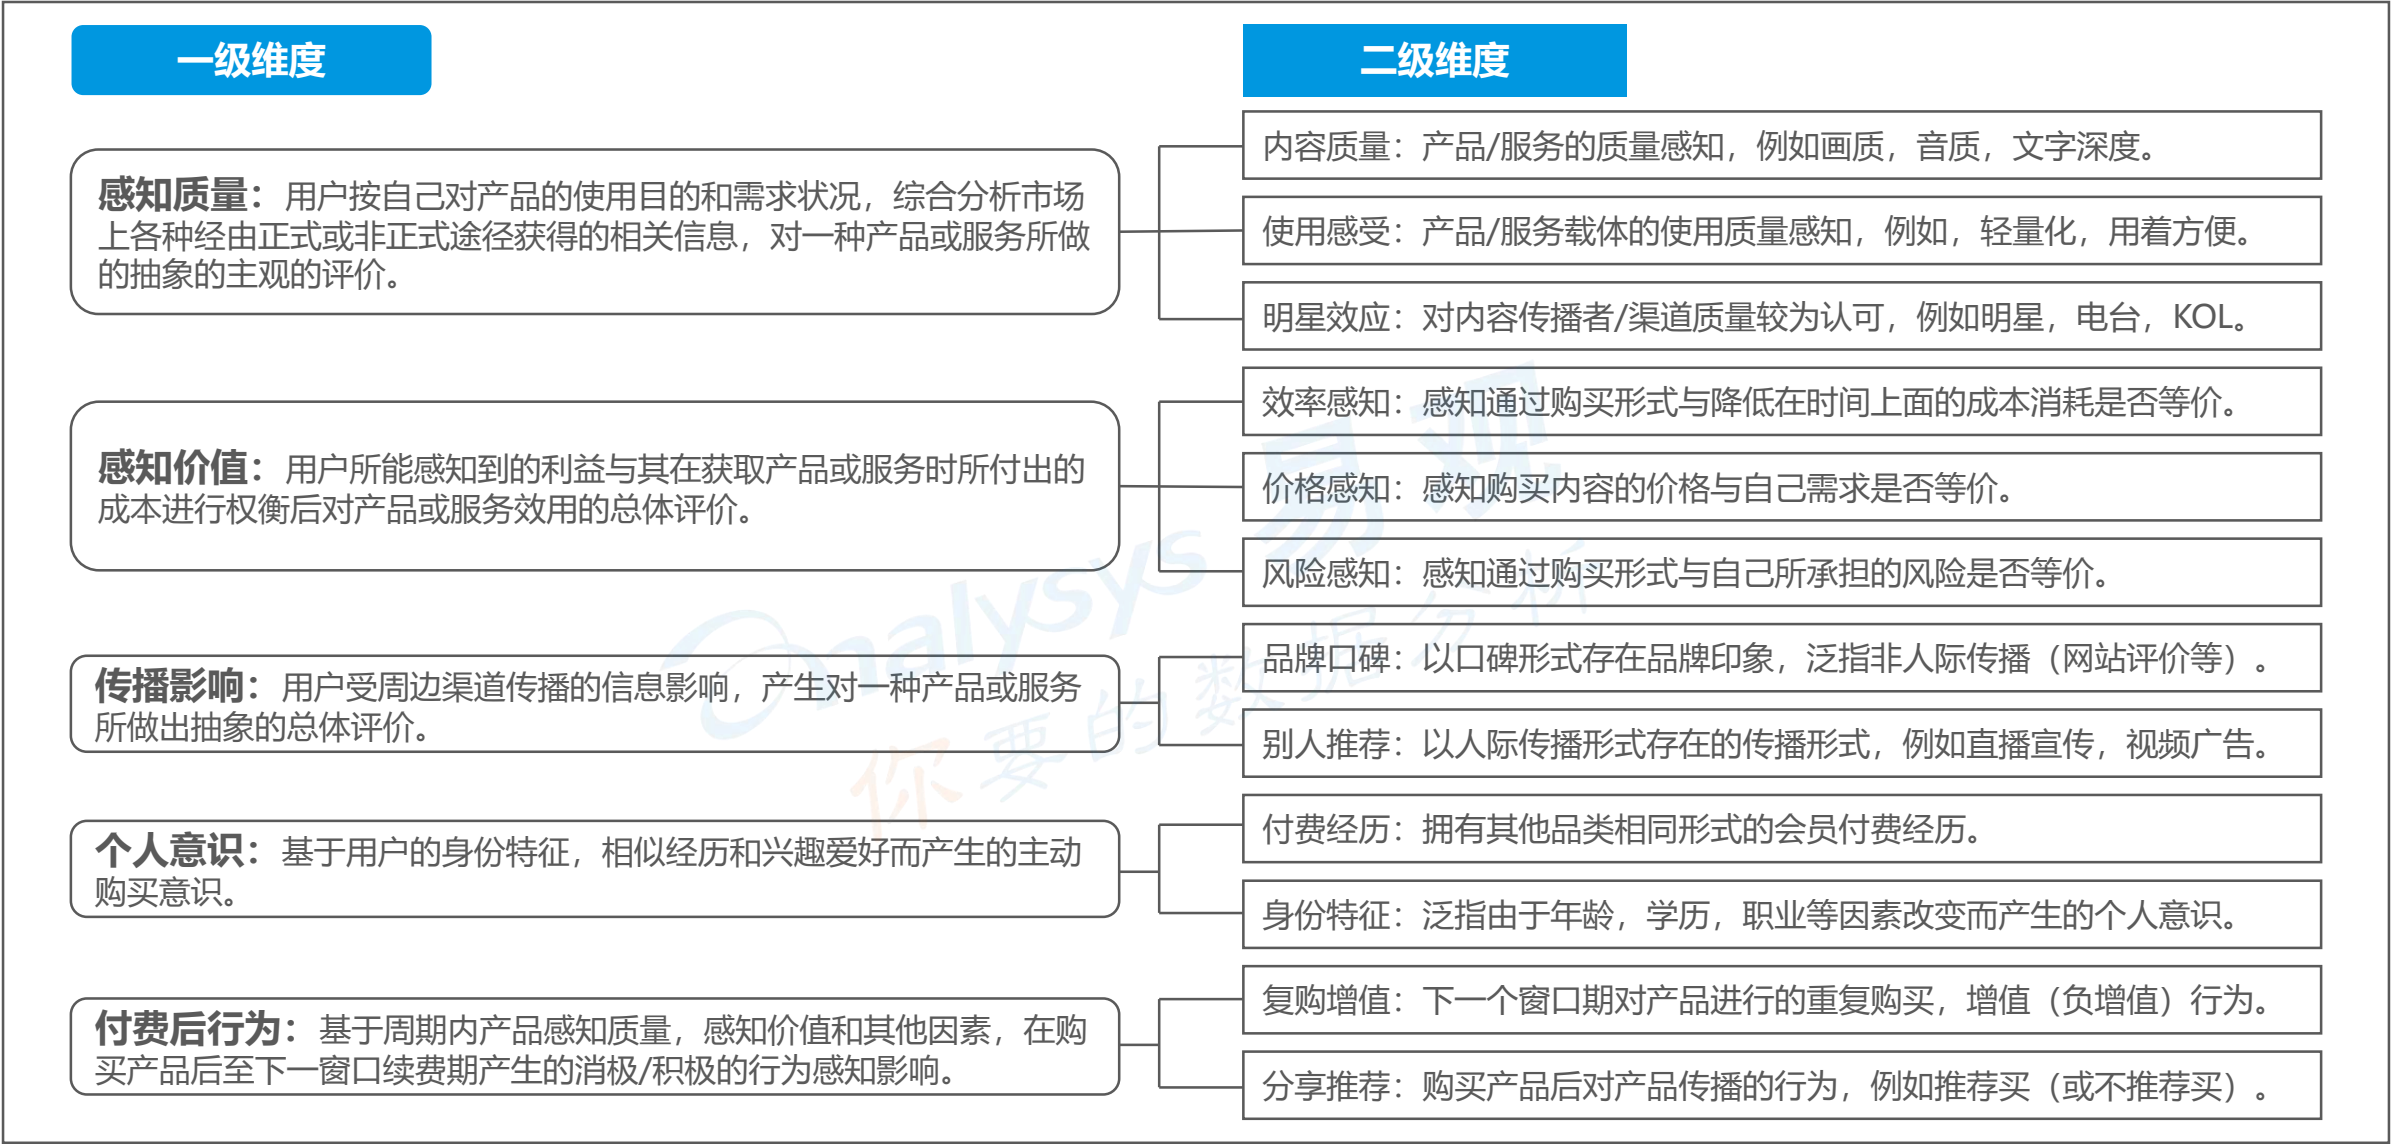 一级维度
二级维度
感知质量：用户按自己对产品的使用目的和需求状况，综合分析市场
上各种经由正式或非正式途径获得的相关信息，对一种产品或服务所做
的抽象的主观的评价。
内容质量：产品/服务的质量感知，例如画质，音质，文字深度。
使用感受：产品/服务载体的使用质量感知，例如，轻量化，用着方便。
明星效应：对内容传播者/渠道质量较为认可，例如明星，电台，KOL。
感知价值：用户所能感知到的利益与其在获取产品或服务时所付出的
成本进行权衡后对产品或服务效用的总体评价。
效率感知：感知通过购买形式与降低在时间上面的成本消耗是否等价。
价格感知：感知购买内容的价格与自己需求是否等价。
风险感知：感知通过购买形式与自己所承担的风险是否等价。
传播影响：用户受周边渠道传播的信息影响，产生对一种产品或服务
所做出抽象的总体评价。
品牌口碑：以口碑形式存在品牌印象，泛指非人际传播（网站评价等）。
别人推荐：以人际传播形式存在的传播形式，例如直播宣传，视频广告。
个人意识：基于用户的身份特征，相似经历和兴趣爱好而产生的主动
购买意识。
付费经历：拥有其他品类相同形式的会员付费经历。
身份特征：泛指由于年龄，学历，职业等因素改变而产生的个人意识。
付费后行为：基于周期内产品感知质量，感知价值和其他因素，在购
买产品后至下一窗口续费期产生的消极/积极的行为感知影响。
复购增值：下一个窗口期对产品进行的重复购买，增值（负增值）行为。
分享推荐：购买产品后对产品传播的行为，例如推荐买（或不推荐买）。
analysys 易观
你要的数据分析